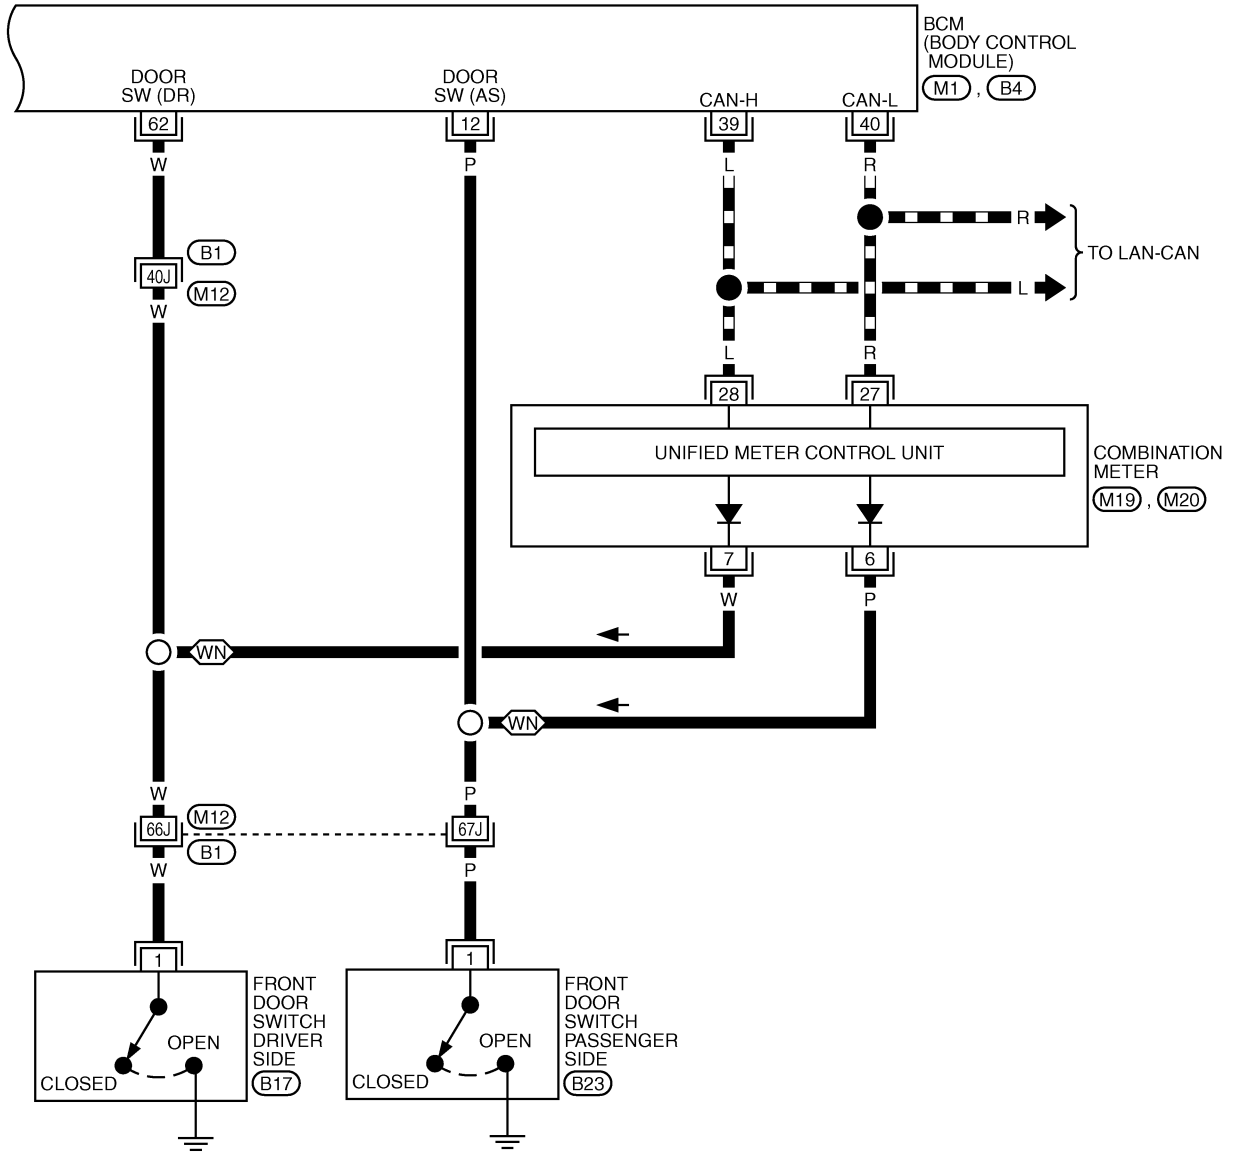 BCM
(BODY CONTROL
MODULE)
M1 , B4
DOOR
SW (DR)
DOOR
SW (AS)
CAN-H
CAN-L
62
12
39
40
W
P
L
R
R
TO LAN-CAN
L
B1
40J
M12
W
L
R
28
27
UNIFIED METER CONTROL UNIT
COMBINATION
METER
M19 , M20
7
6
W
P
WN
WN
W
P
M12
66J
67J
B1
W
P
1
1
FRONT
DOOR
SWITCH
DRIVER
SIDE
B17
OPEN
CLOSED
FRONT
DOOR
SWITCH
PASSENGER
SIDE
B23
OPEN
CLOSED